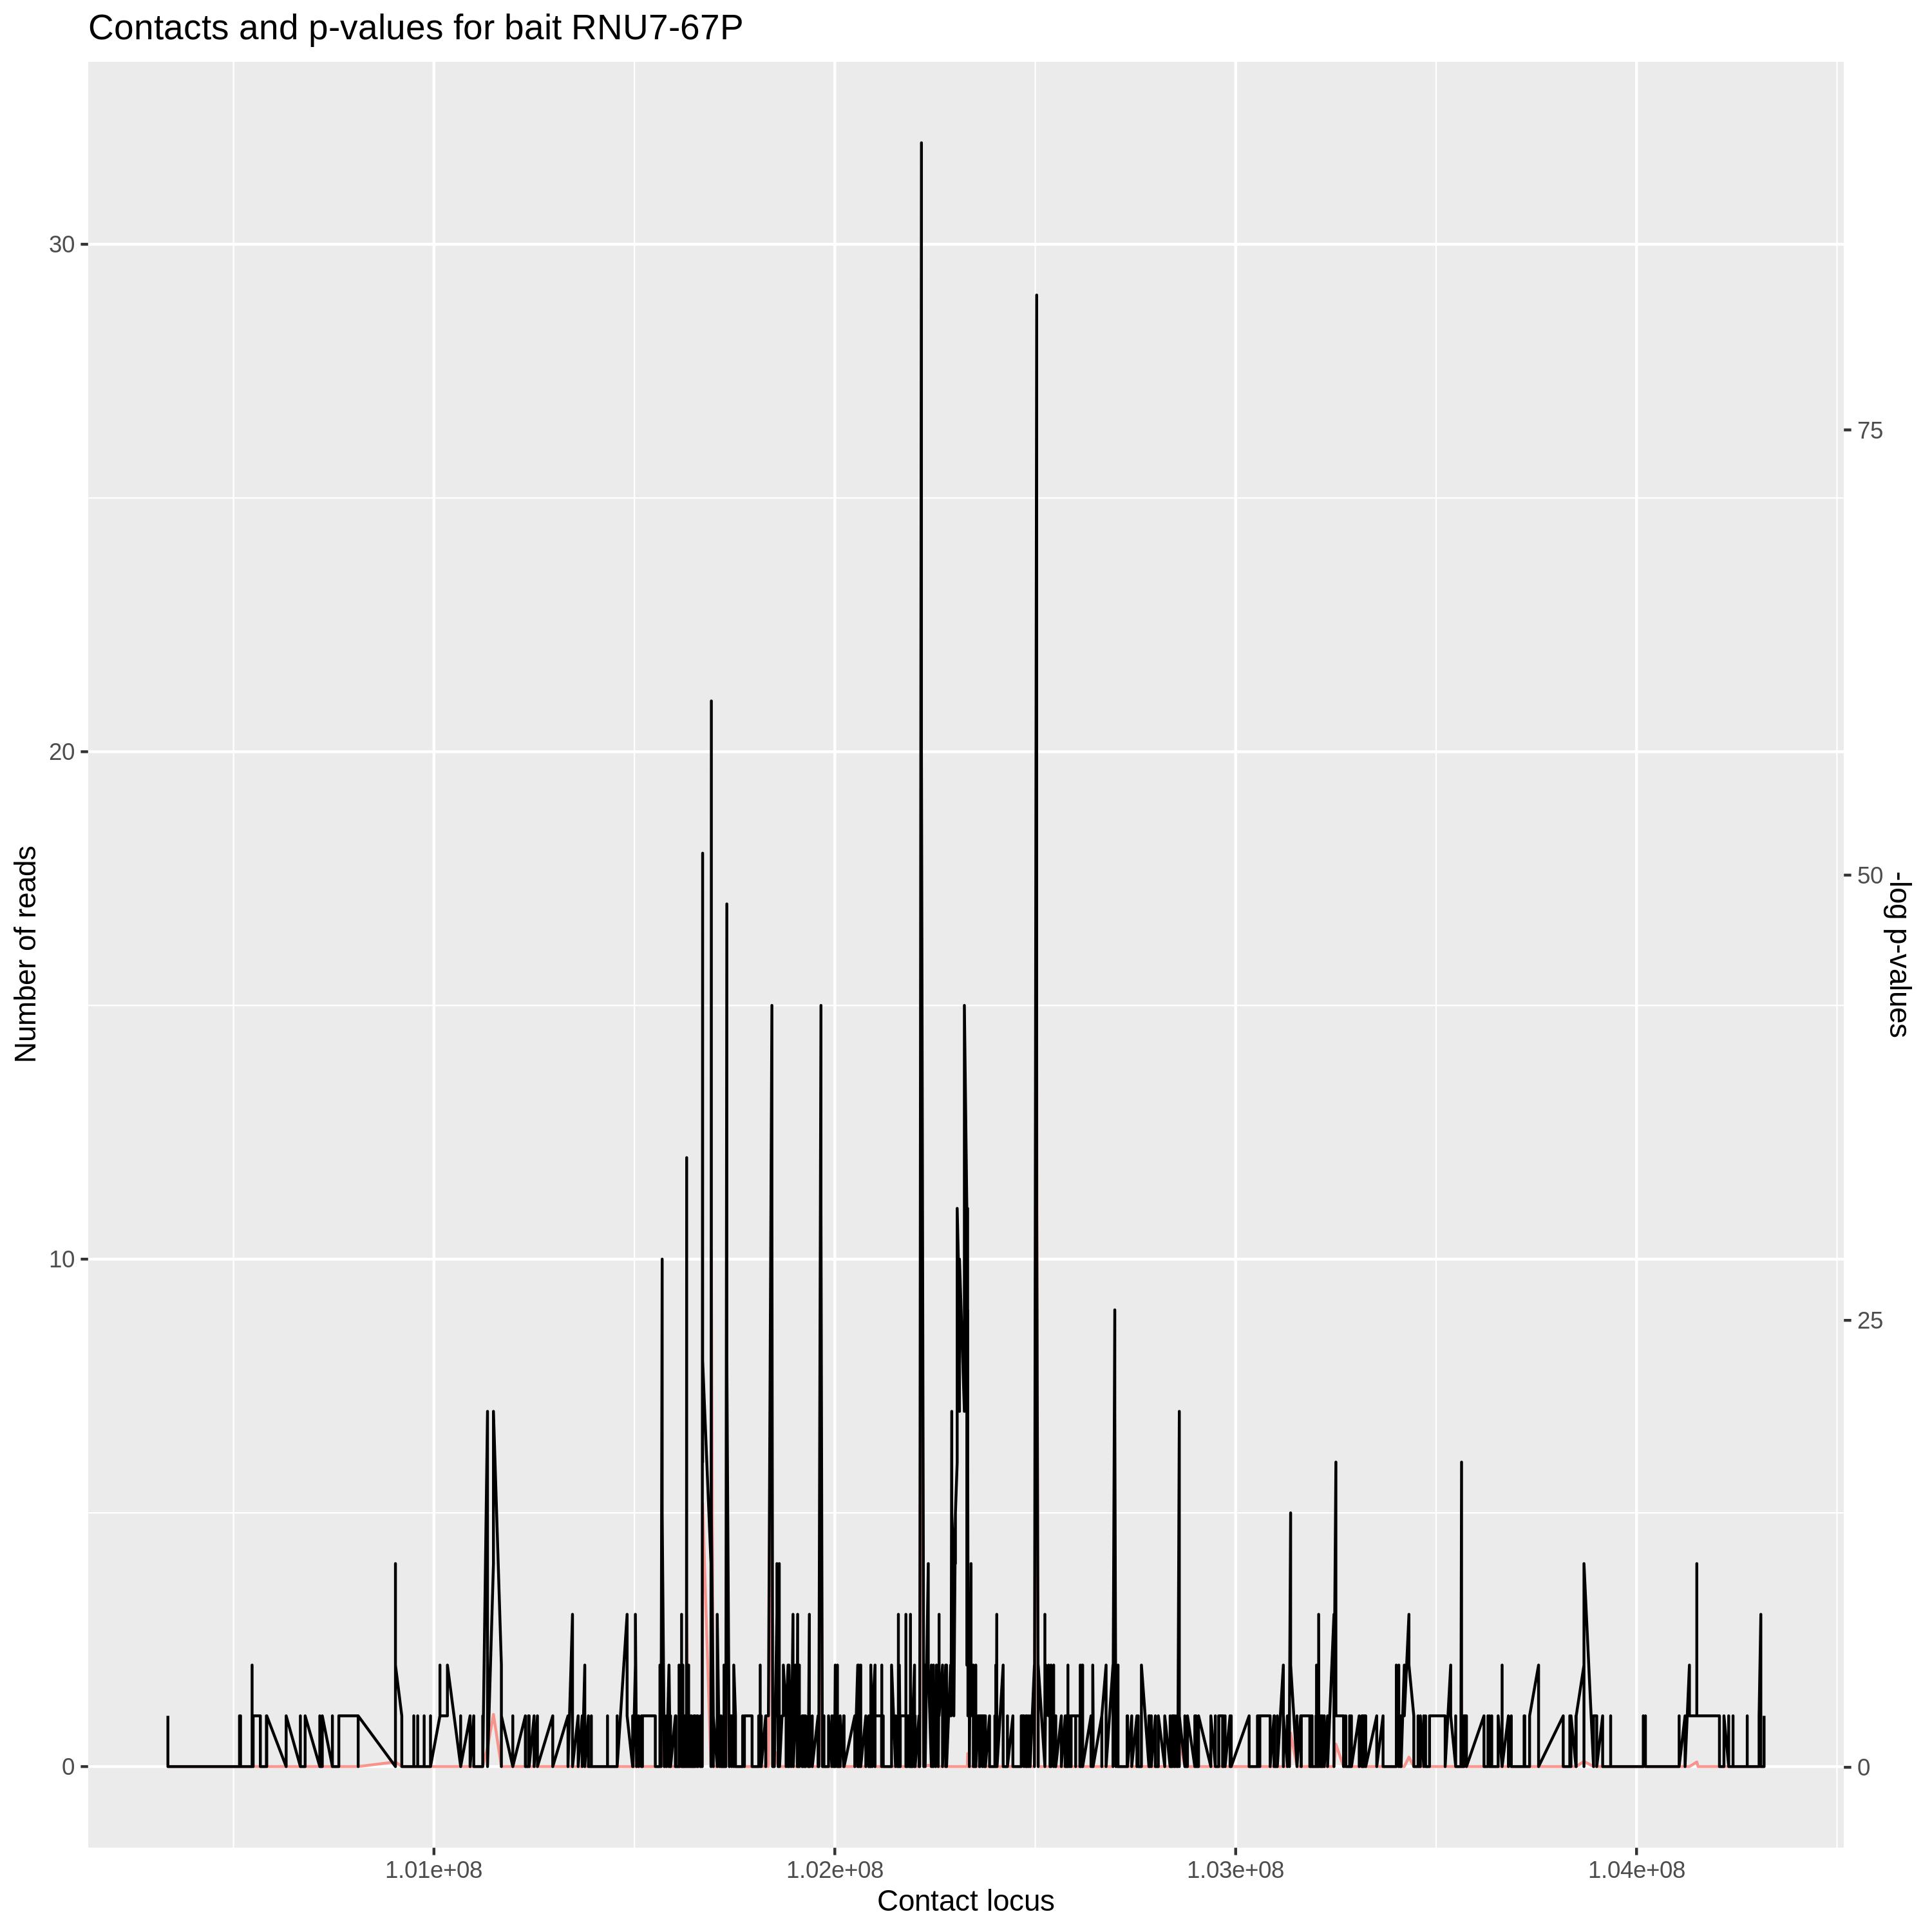 Contacts and p-values for bait RNU7-67P
30
20
10
0
Number of reads
75
50
25
0
-log p-values
1.01e+08
1.02e+08
1.03e+08
1.04e+08
Contact locus